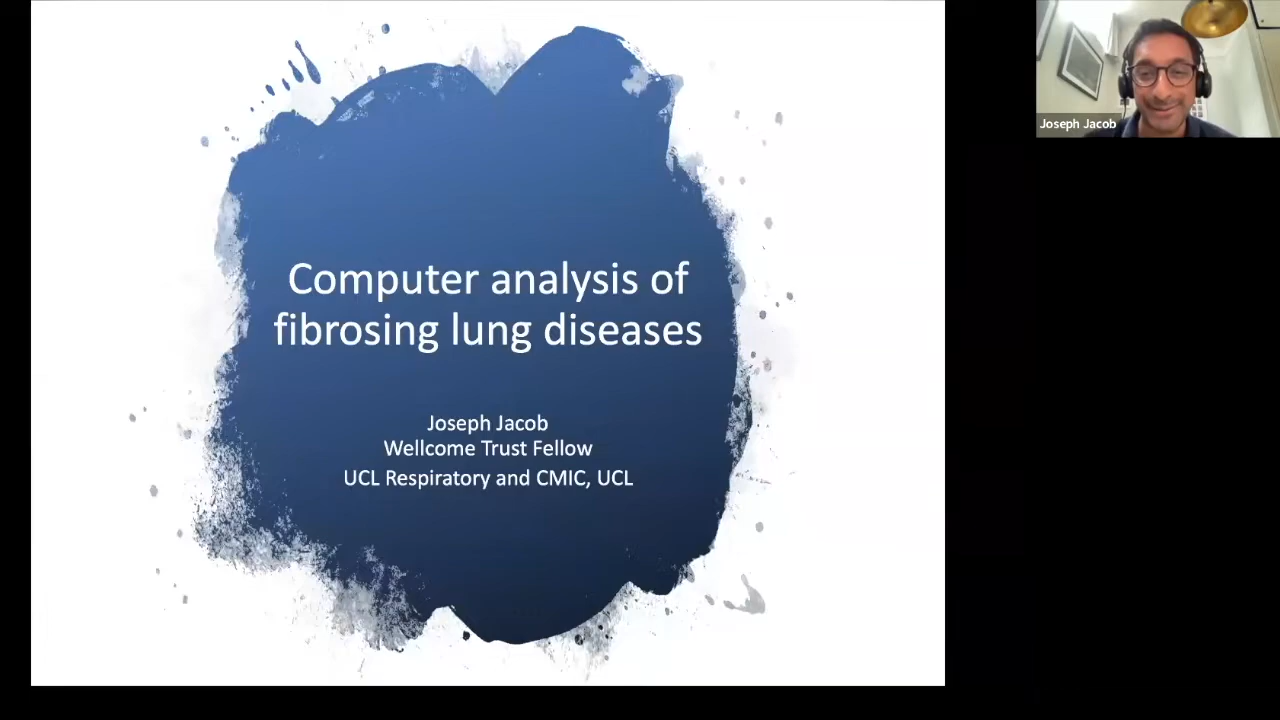 Computer analysis of
fibrosing lung diseases
Joseph Jacob
Wellcome Trust Fellow
UCL Respiratory and CMIC, UCL
Joseph Jacob